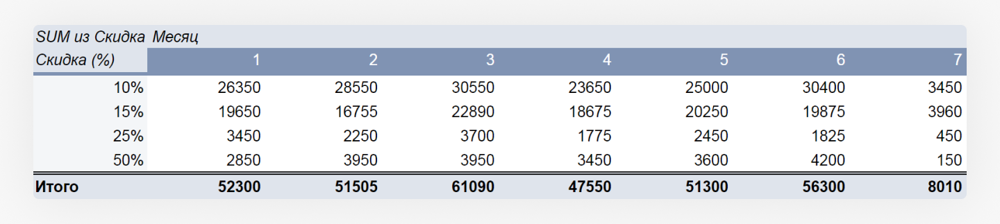 SUM из Скидка Месяц
Скидка (%) 1 2 3 4 5 6 7
10% 26350 28550 30550 23650 25000 30400 3450
15% 19650 16755 22890 18675 20250 19875 3960
25% 3450 2250 3700 1775 2450 1825 450
50% 2850 3950 3950 3450 3600 4200 150
Итого 52300 51505 61090 47550 51300 56300 8010